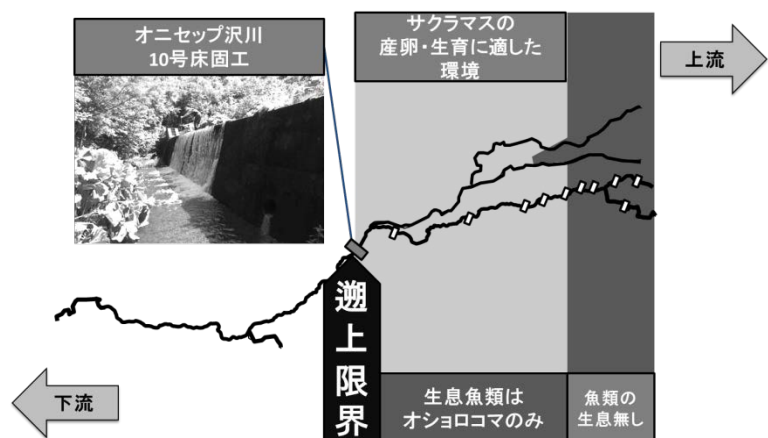 オニセップ沢川
10号床固工
サクラマスの
産卵・生育に適した
環境
上流
遡上限界
下流
生息魚類は
オショロコマのみ
魚類の
生息無し